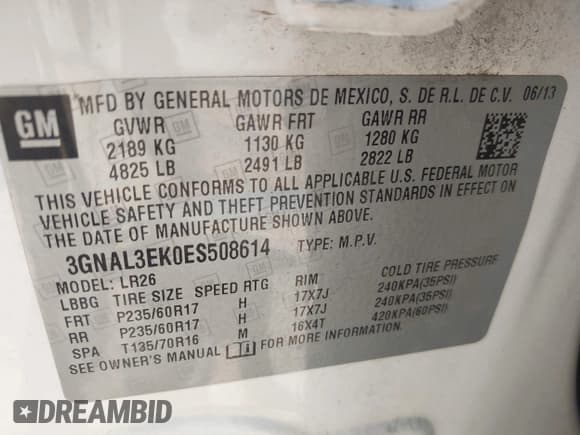 GM
MFD BY GENERAL MOTORS DE MEXICO, S. DE R.L. DE C.V. 06/13
GVWR GAWR FRT GAWR RR
2189 KG 1130 KG 1280 KG
4825 LB 2491 LB 2822 LB
THIS VEHICLE CONFORMS TO ALL APPLICABLE U.S. FEDERAL MOTOR
VEHICLE SAFETY AND THEFT PREVENTION STANDARDS IN EFFECT ON
THE DATE OF MANUFACTURE SHOWN ABOVE.
3GNAL3EK0ES508614 TYPE: M.P.V.
MODEL: LR26
LBBG TIRE SIZE SPEED RTG RIM COLD TIRE PRESSURE
FRT P235/60R17 H 17X7J 240KPA(35PSI)
RR P235/60R17 H 17X7J 240KPA(35PSI)
SPA T135/70R16 M 16X4T 420KPA(60PSI)
SEE OWNER'S MANUAL FOR MORE INFORMATION.
DREAMBID